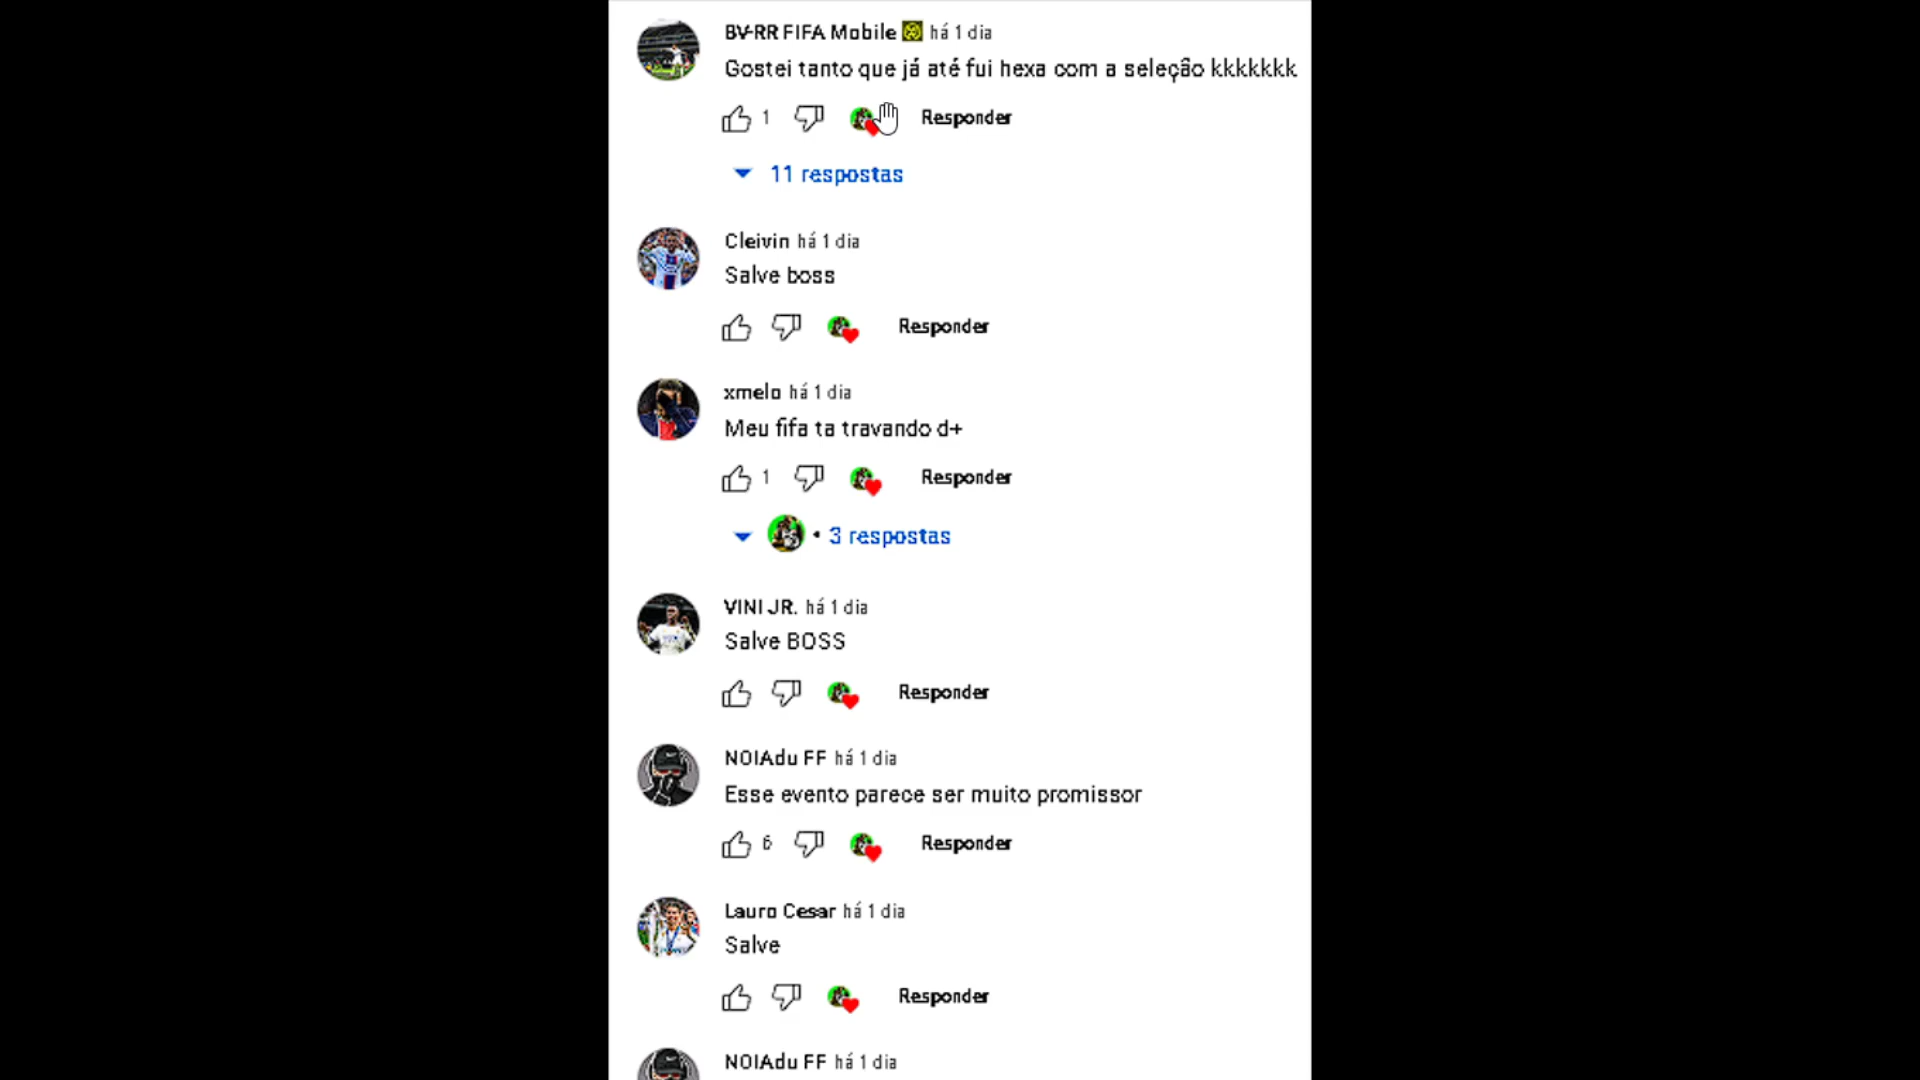 BV-RR FIFA Mobile há 1 dia
Gostei tanto que já até fui hexa com a seleção kkkkkkk
1 Responder
11 respostas
Cleivin há 1 dia
Salve boss
Responder
xmelo há 1 dia
Meu fifa ta travando d+
1 Responder
• 3 respostas
VINI JR. há 1 dia
Salve BOSS
Responder
NOIAdu FF há 1 dia
Esse evento parece ser muito promissor
6 Responder
Lauro Cesar há 1 dia
Salve
Responder
NOIAdu FF há 1 dia